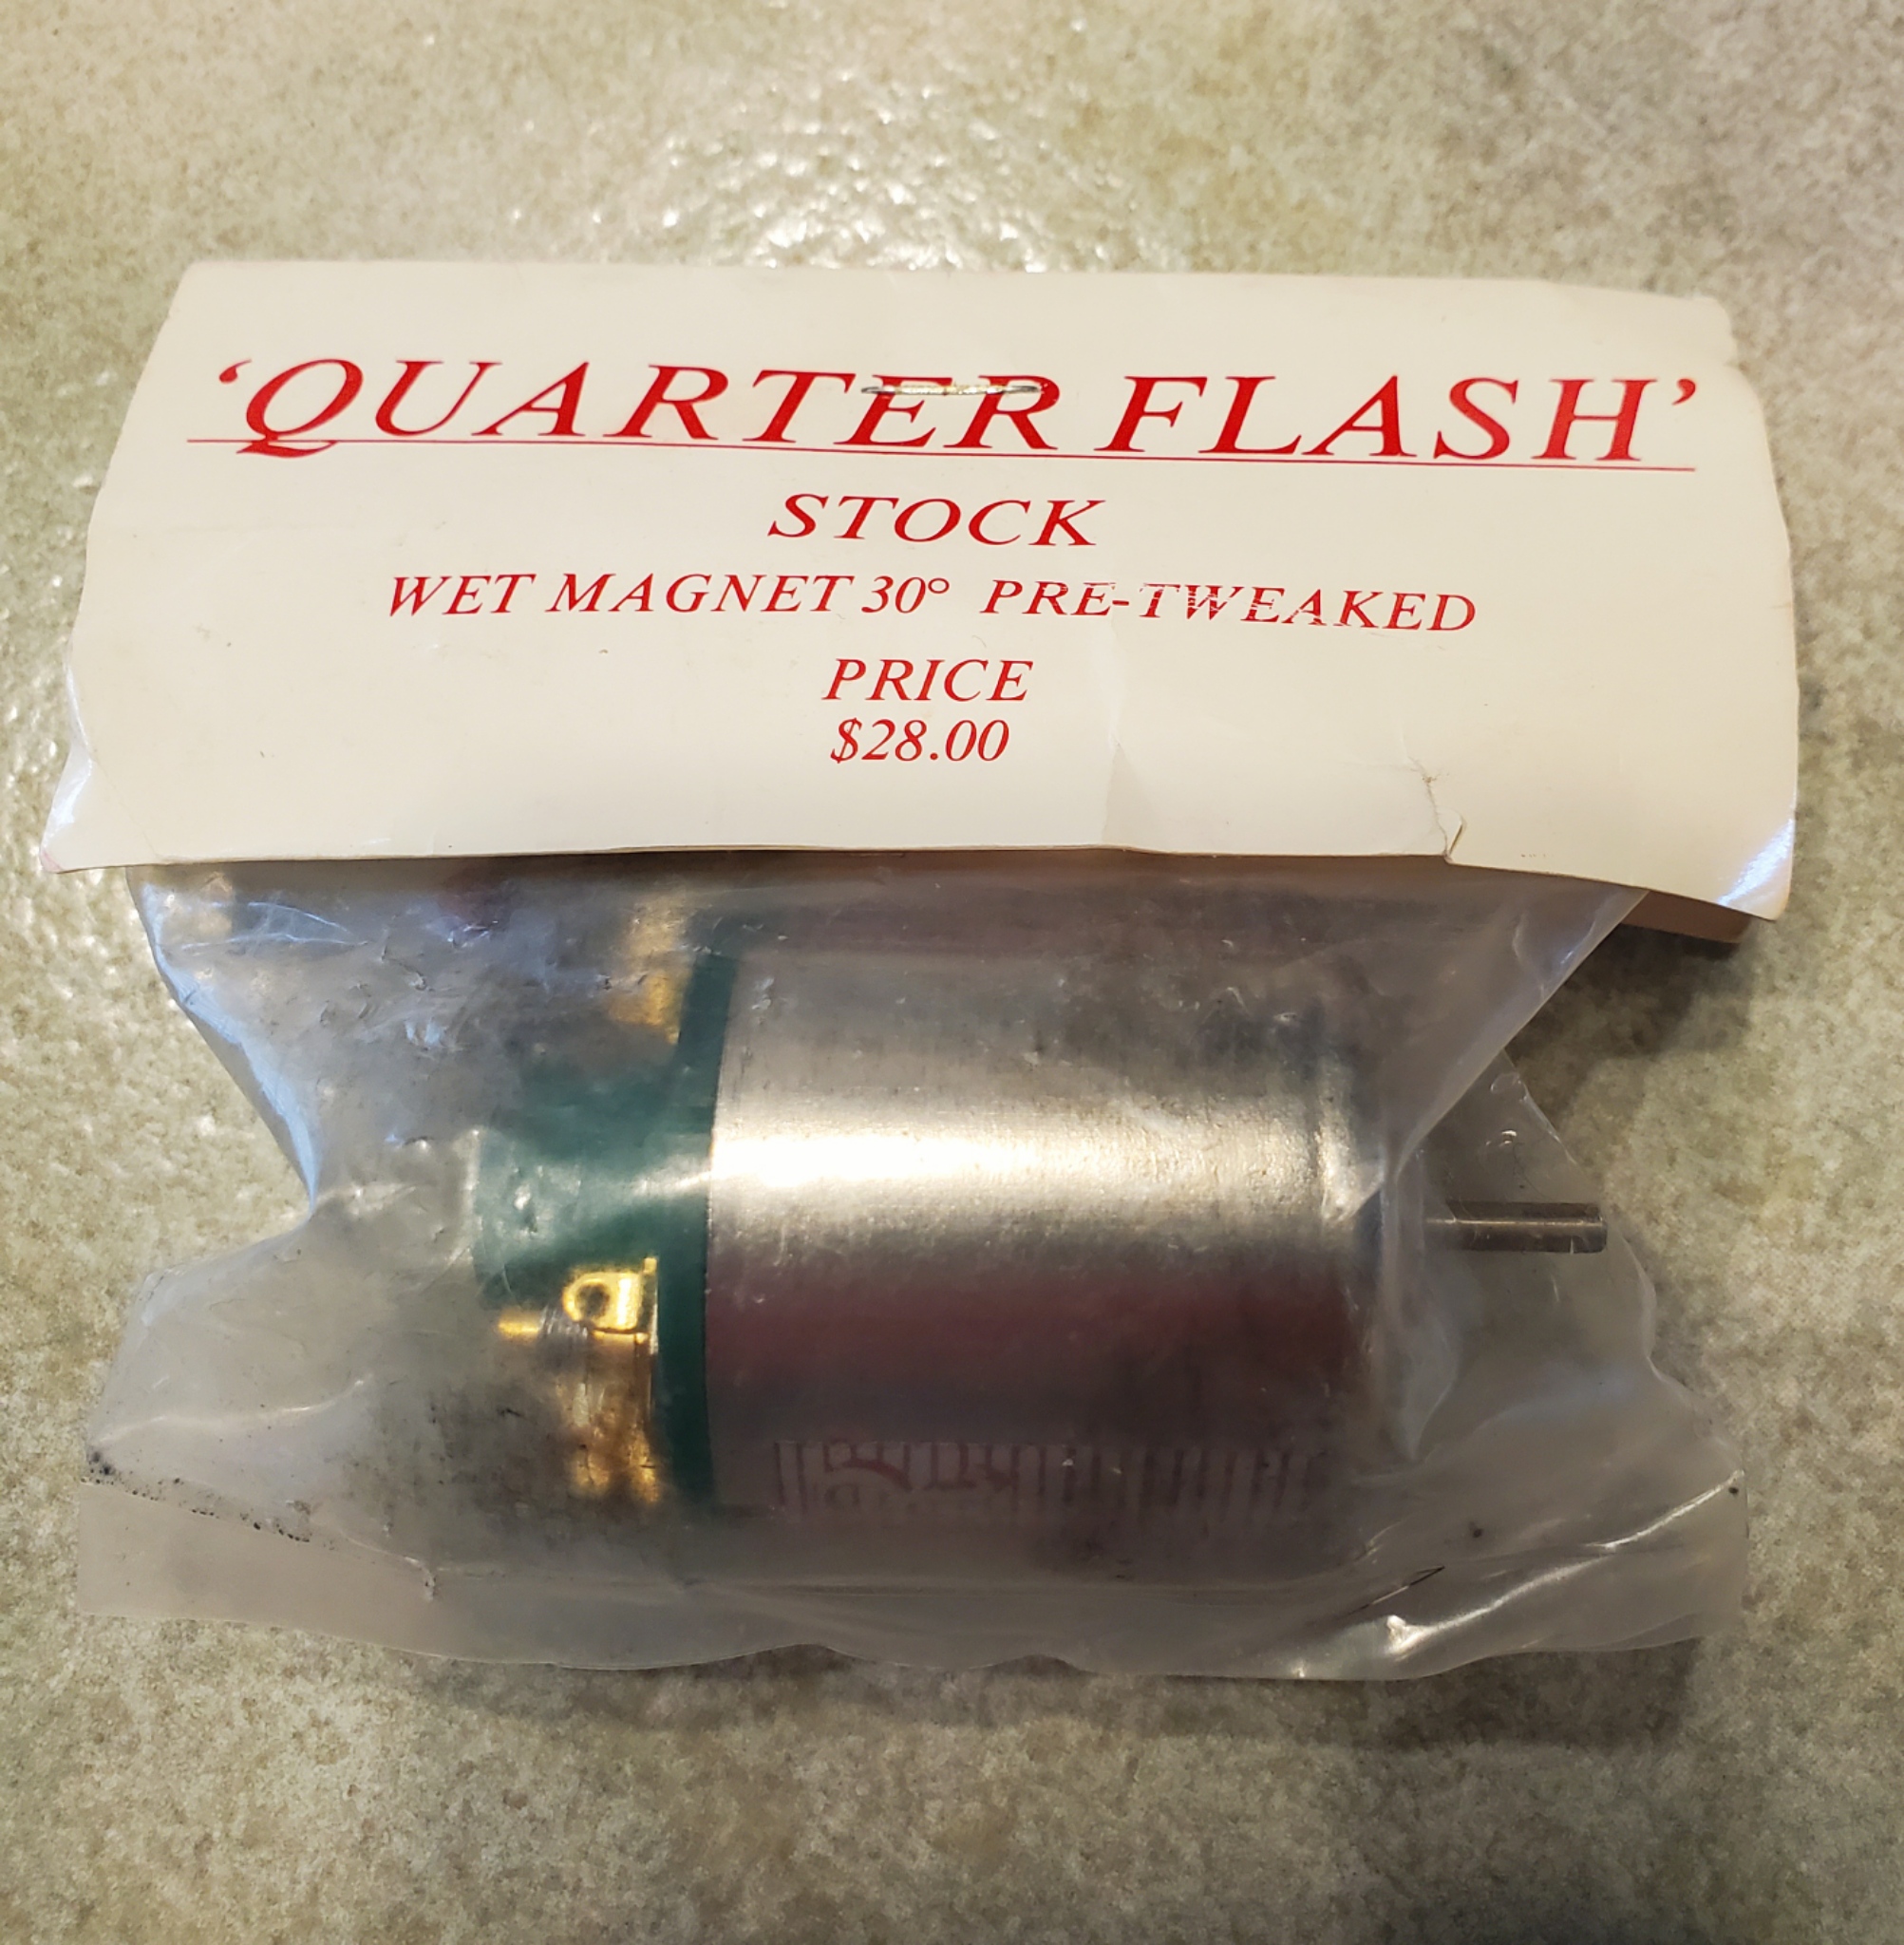 ‘QUARTER FLASH’
STOCK
WET MAGNET 30° PRE-TWEAKED
PRICE
$28.00